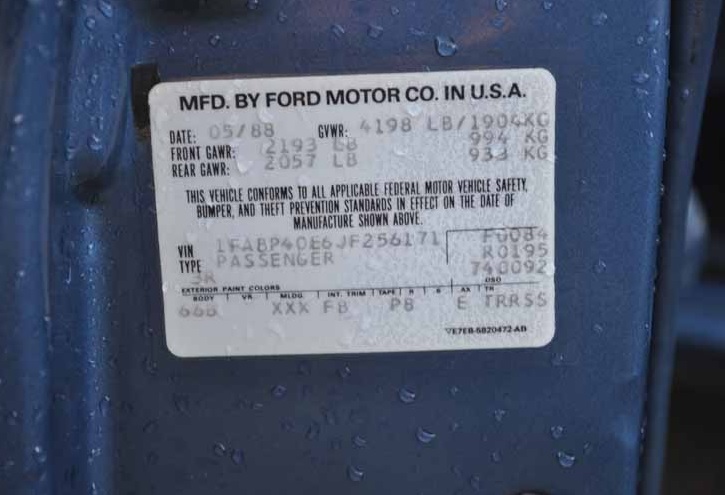 MFD. BY FORD MOTOR CO. IN U.S.A.
DATE: 05/88 GVWR: 4198 LB/1904KG
FRONT GAWR: 2193 LB 994 KG
REAR GAWR: 2057 LB 933 KG
THIS VEHICLE CONFORMS TO ALL APPLICABLE FEDERAL MOTOR VEHICLE SAFETY,
BUMPER, AND THEFT PREVENTION STANDARDS IN EFFECT ON THE DATE OF
MANUFACTURE SHOWN ABOVE.
VIN 1FABP40E6JF256171 F0084
TYPE PASSENGER R0195
3R 740092
EXTERIOR PAINT COLORS DSO
BODY VR MLDG. INT. TRIM TAPE R S AX TR
66B XXX FB PB E TRRSS
VE7EB-5820472-AB